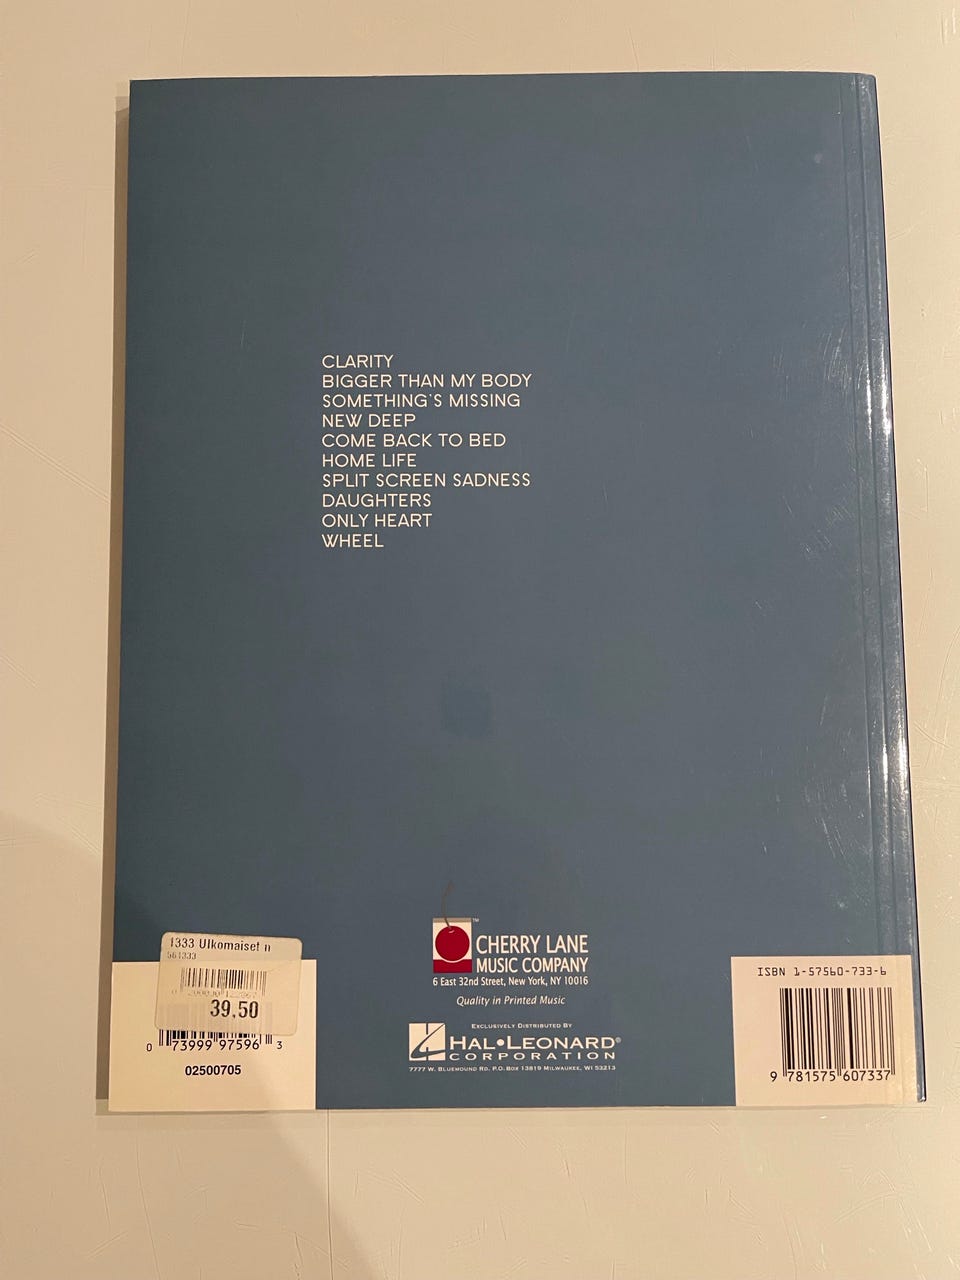 CLARITY
BIGGER THAN MY BODY
SOMETHING'S MISSING
NEW DEEP
COME BACK TO BED
HOME LIFE
SPLIT SCREEN SADNESS
DAUGHTERS
ONLY HEART
WHEEL
1333 Ulkomaiset n
561333
39,50
0 73999 97596 3
02500705
TM
CHERRY LANE
MUSIC COMPANY
6 East 32nd Street, New York, NY 10016
Quality in Printed Music
EXCLUSIVELY DISTRIBUTED BY
HAL•LEONARD®
CORPORATION
7777 W. BLUEMOUND RD. P.O. BOX 13819 MILWAUKEE, WI 53213
ISBN 1-57560-733-6
9 781575 607337